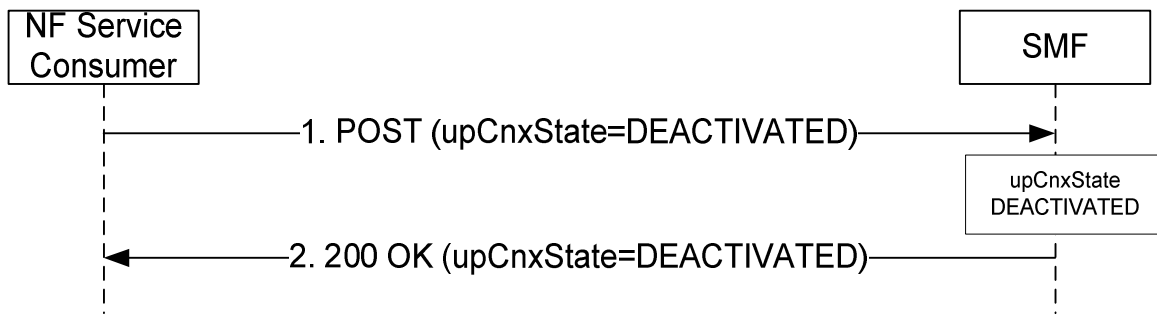 NF Service
Consumer
SMF
1. POST (upCnxState=DEACTIVATED)
upCnxState
DEACTIVATED
2. 200 OK (upCnxState=DEACTIVATED)